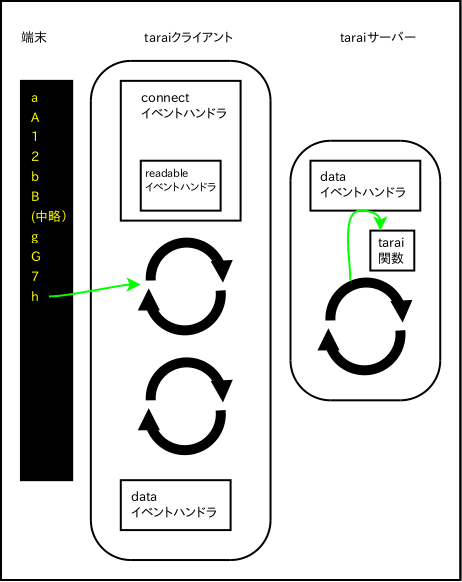 端末
taraiクライアント
taraiサーバー
a
A
1
2
b
B
(中略)
g
G
7
h
connect
イベントハンドラ
readable
イベントハンドラ
data
イベントハンドラ
data
イベントハンドラ
tarai
関数